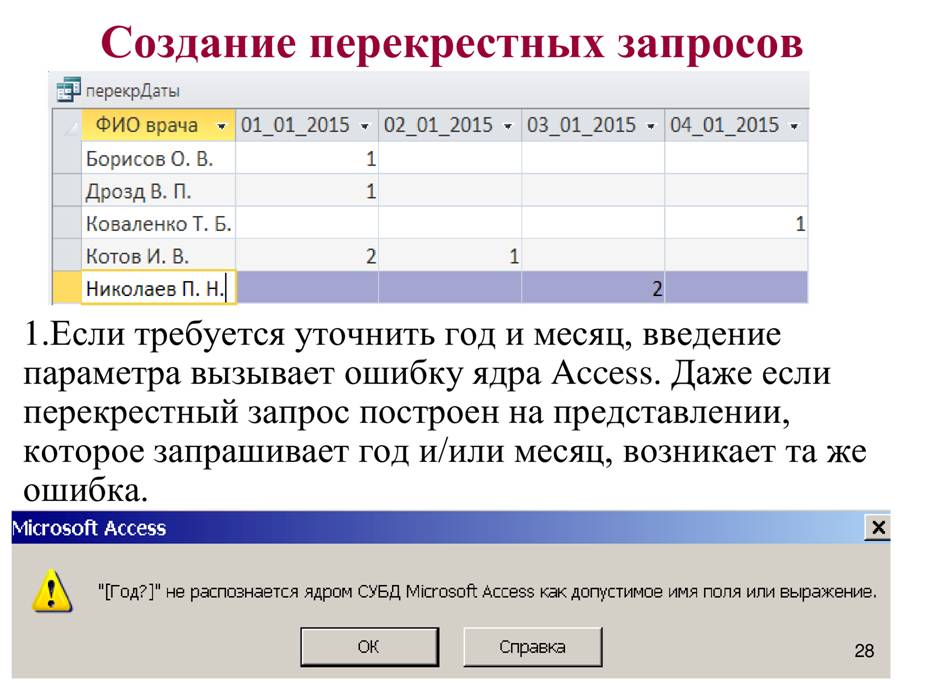 Создание перекрестных запросов
перекрДаты
ФИО врача 01_01_2015 02_01_2015 03_01_2015 04_01_2015
Борисов О. В. 1
Дрозд В. П. 1
Коваленко Т. Б. 1
Котов И. В. 2 1
Николаев П. Н. 2
1.Если требуется уточнить год и месяц, введение
параметра вызывает ошибку ядра Access. Даже если
перекрестный запрос построен на представлении,
которое запрашивает год и/или месяц, возникает та же
ошибка.
Microsoft Access
"[Год?]" не распознается ядром СУБД Microsoft Access как допустимое имя поля или выражение.
ОК Справка
28